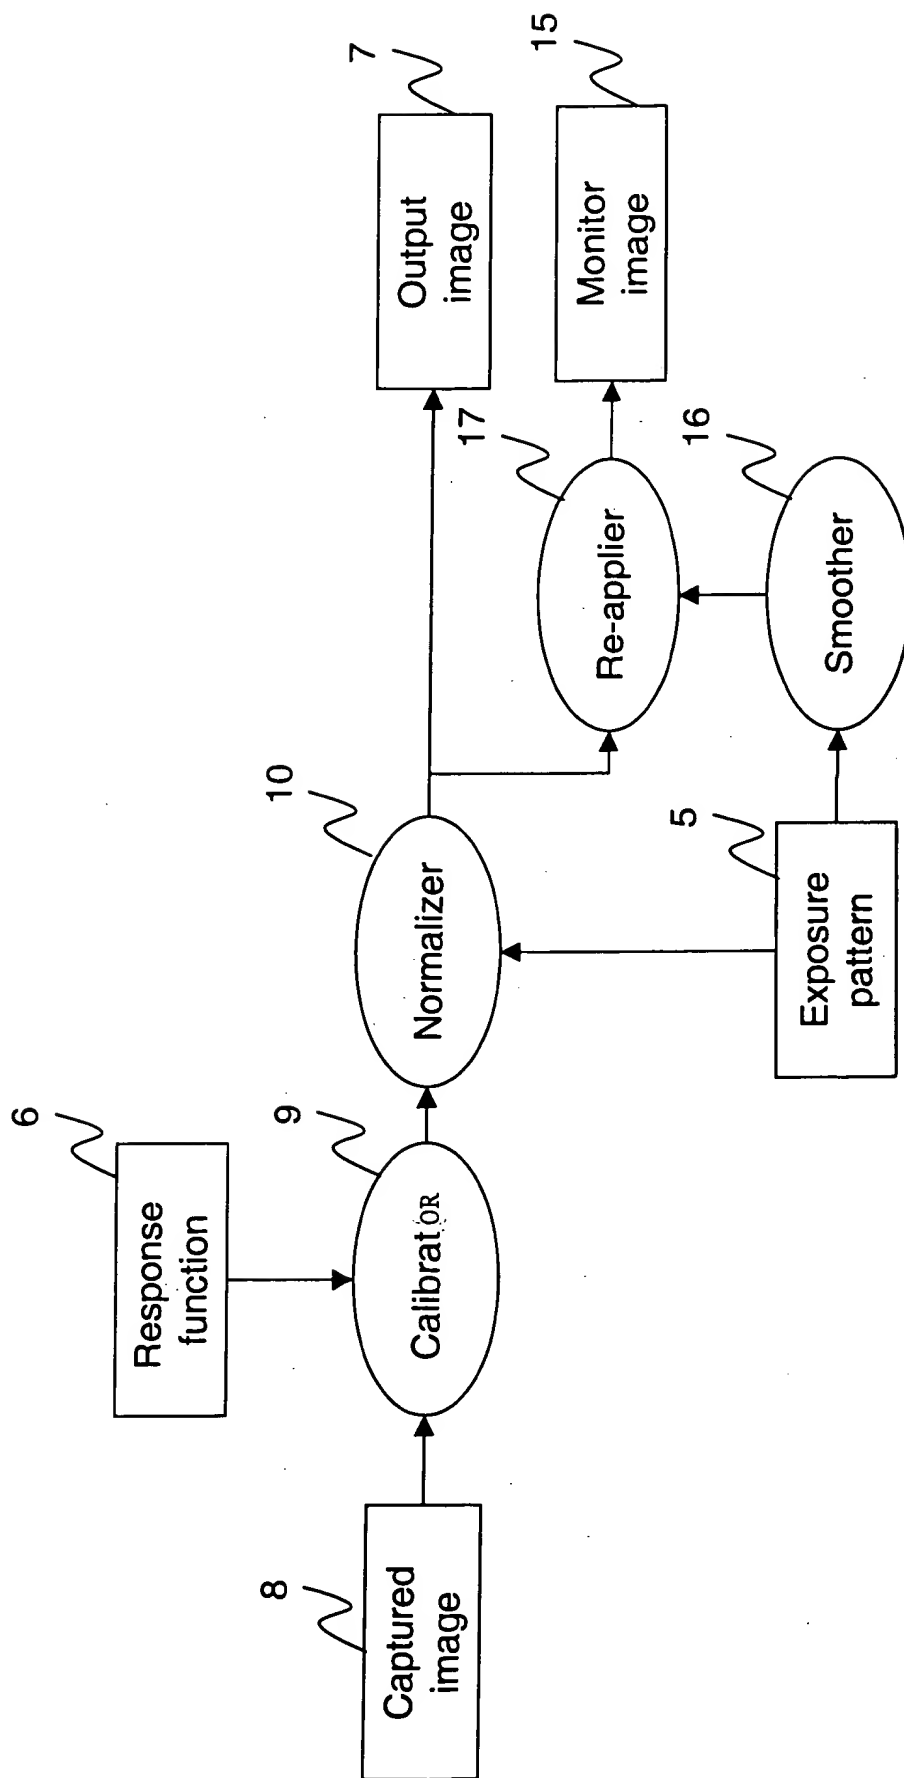 6
Response
function
8
Captured
image
9
CalibratOR
10
Normalizer
7
Output
image
17
Re-applier
15
Monitor
image
5
Exposure
pattern
16
Smoother